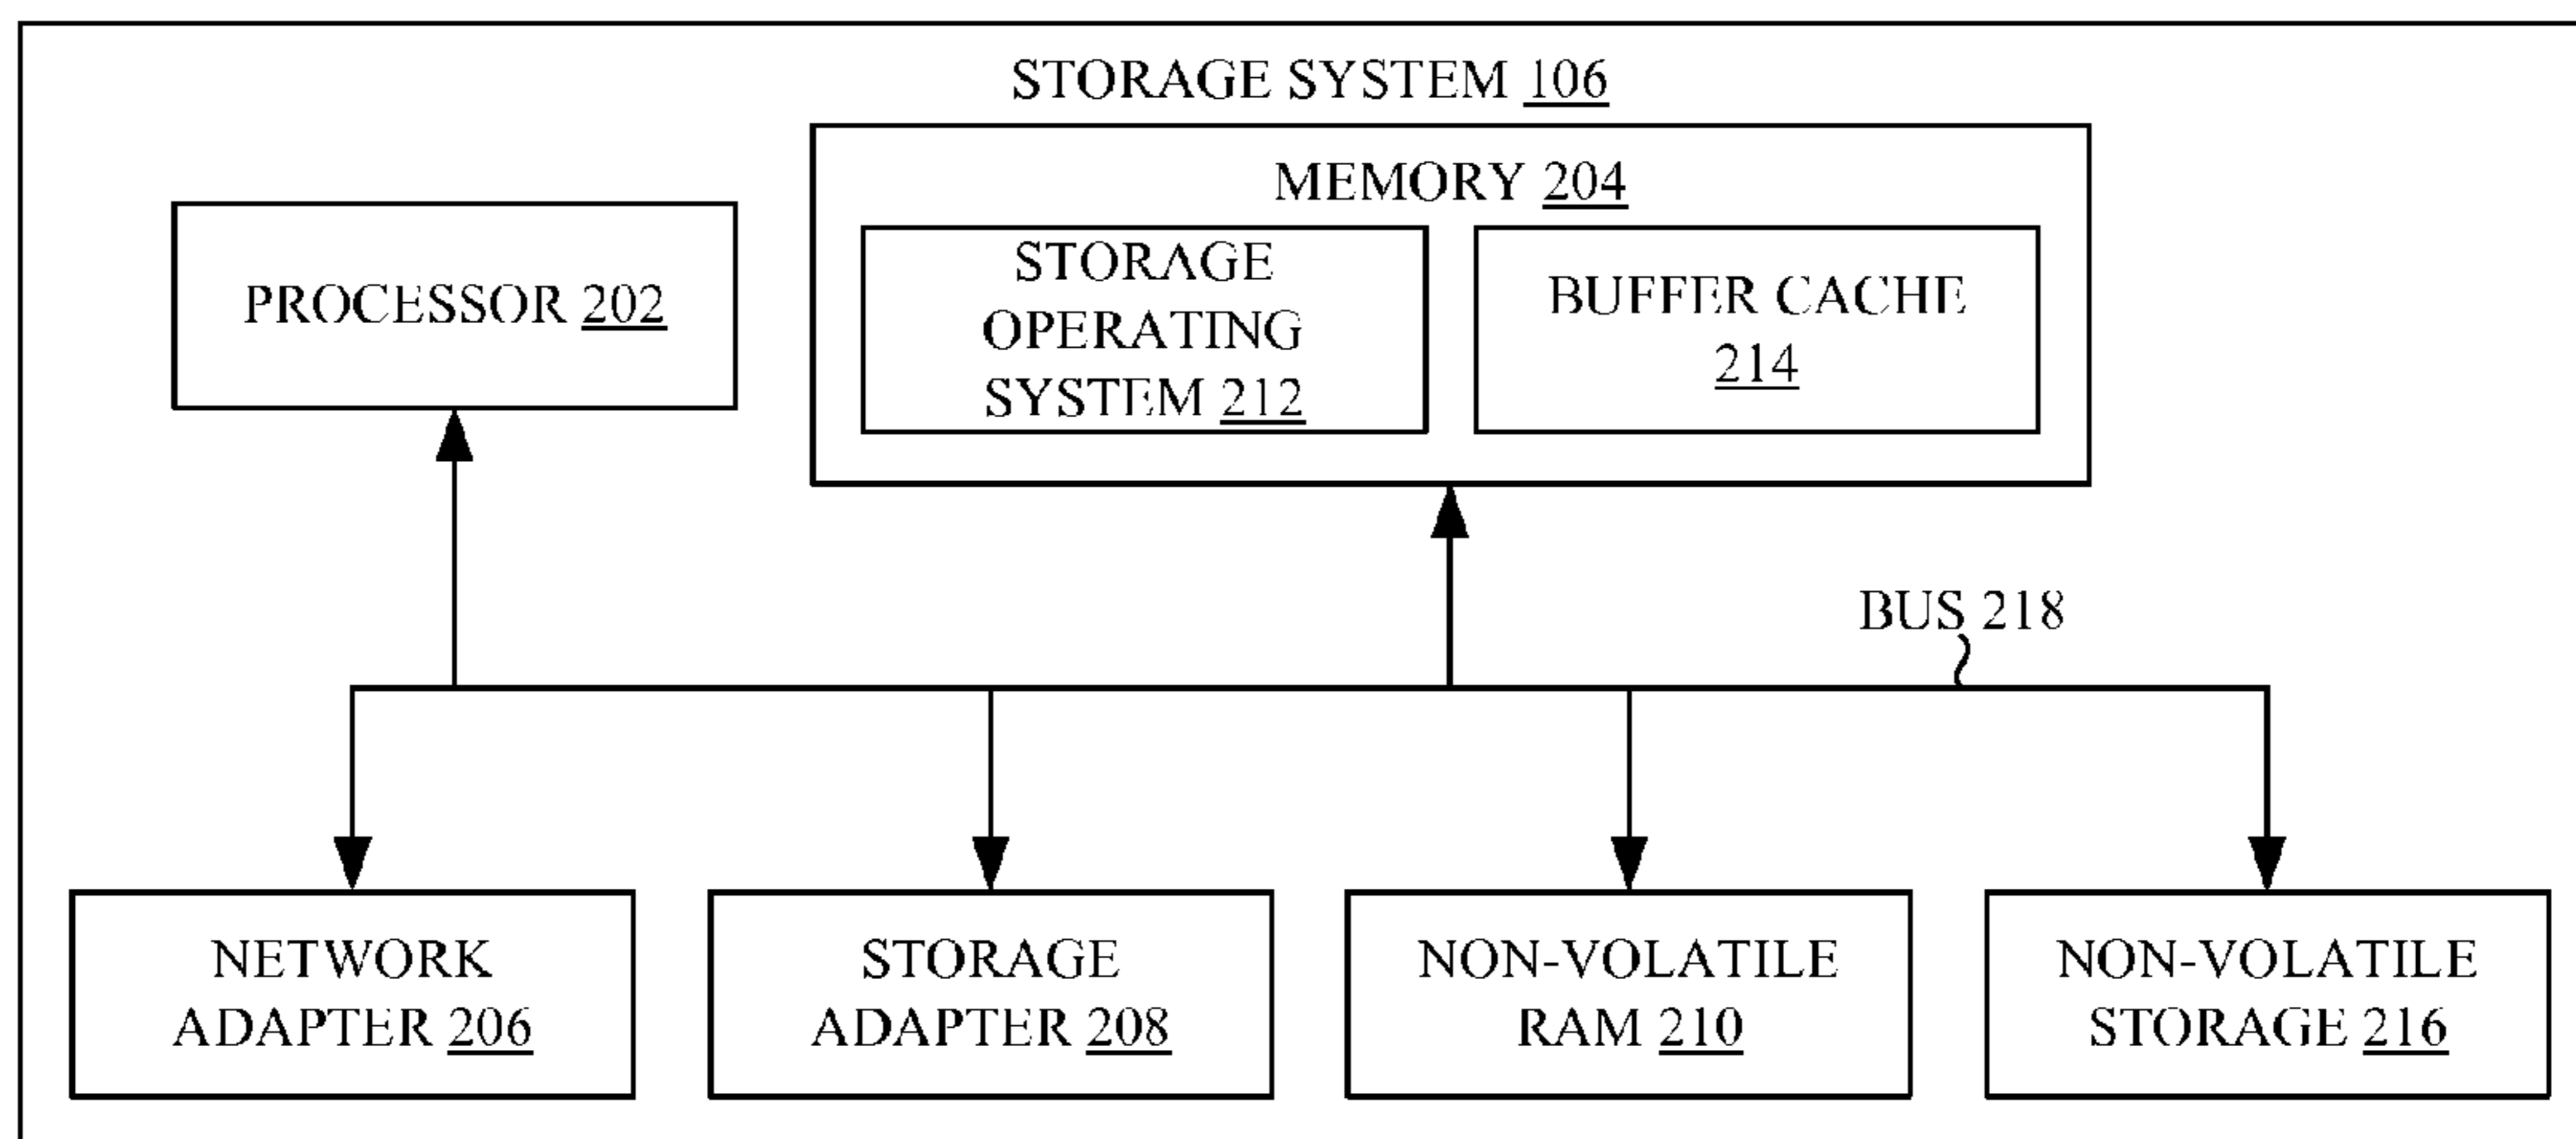 STORAGE SYSTEM 106
MEMORY 204
PROCESSOR 202
STORAGE
OPERATING
SYSTEM 212
BUFFER CACHE
214
BUS 218
NETWORK
ADAPTER 206
STORAGE
ADAPTER 208
NON-VOLATILE
RAM 210
NON-VOLATILE
STORAGE 216